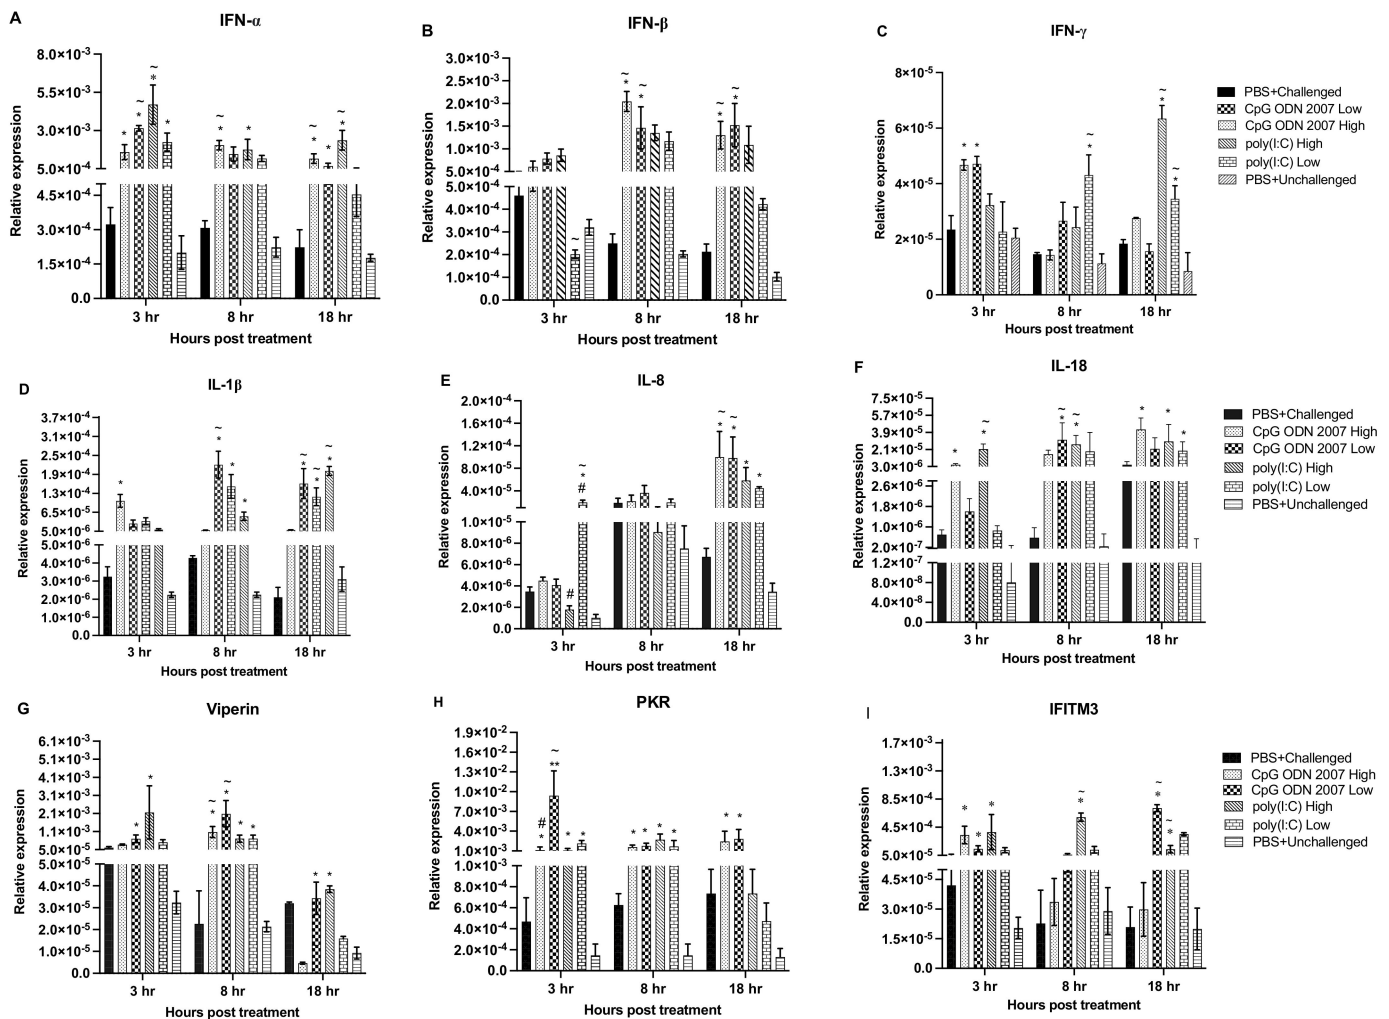 A
IFN-α
Relative expression
8.0×10⁻³
5.5×10⁻³
3.0×10⁻³
5.0×10⁻⁴
4.5×10⁻⁴
3.0×10⁻⁴
1.5×10⁻⁴
0.0
3 hr 8 hr 18 hr
Hours post treatment
B
IFN-β
Relative expression
3.0×10⁻³
2.5×10⁻³
2.0×10⁻³
1.5×10⁻³
1.0×10⁻³
5.0×10⁻⁴
5.0×10⁻⁴
4.0×10⁻⁴
3.0×10⁻⁴
2.0×10⁻⁴
1.0×10⁻⁴
0.0
3 hr 8 hr 18 hr
Hours post treatment
C
IFN-γ
Relative expression
8×10⁻⁵
6×10⁻⁵
4×10⁻⁵
2×10⁻⁵
0
3 hr 8 hr 18 hr
Hours post treatment
PBS+Challenged
CpG ODN 2007 Low
CpG ODN 2007 High
poly(I:C) High
poly(I:C) Low
PBS+Unchallenged
D
IL-1β
Relative expression
3.7×10⁻⁴
3.1×10⁻⁴
2.5×10⁻⁴
1.9×10⁻⁴
1.3×10⁻⁴
6.5×10⁻⁵
5.0×10⁻⁶
5.0×10⁻⁶
4.0×10⁻⁶
3.0×10⁻⁶
2.0×10⁻⁶
1.0×10⁻⁶
0.0
3 hr 8 hr 18 hr
Hours post treatment
E
IL-8
Relative expression
2.0×10⁻⁴
1.6×10⁻⁴
1.2×10⁻⁴
8.0×10⁻⁵
4.0×10⁻⁵
1.0×10⁻⁵
8.0×10⁻⁶
6.0×10⁻⁶
4.0×10⁻⁶
2.0×10⁻⁶
0.0
3 hr 8 hr 18 hr
Hours post treatment
F
IL-18
Relative expression
7.5×10⁻⁵
5.7×10⁻⁵
3.9×10⁻⁵
2.1×10⁻⁵
3.0×10⁻⁶
2.6×10⁻⁶
1.8×10⁻⁶
1.0×10⁻⁶
2.0×10⁻⁷
1.2×10⁻⁷
8.0×10⁻⁸
4.0×10⁻⁸
0.0
3 hr 8 hr 18 hr
Hours post treatment
PBS+Challenged
CpG ODN 2007 High
CpG ODN 2007 Low
poly(I:C) High
poly(I:C) Low
PBS+Unchallenged
G
Viperin
Relative expression
6.1×10⁻³
5.1×10⁻³
4.1×10⁻³
3.1×10⁻³
2.1×10⁻³
1.1×10⁻³
5.0×10⁻⁵
5.0×10⁻⁵
4.0×10⁻⁵
3.0×10⁻⁵
2.0×10⁻⁵
1.0×10⁻⁵
0.0
3 hr 8 hr 18 hr
Hours post treatment
H
PKR
Relative expression
1.9×10⁻²
1.6×10⁻²
1.3×10⁻²
1.0×10⁻²
7.0×10⁻³
4.0×10⁻³
1.0×10⁻³
1.0×10⁻³
8.0×10⁻⁴
6.0×10⁻⁴
4.0×10⁻⁴
2.0×10⁻⁴
0.0
3 hr 8 hr 18 hr
Hours post treatment
I
IFITM3
Relative expression
1.7×10⁻³
1.3×10⁻³
8.5×10⁻⁴
4.5×10⁻⁴
5.0×10⁻⁵
4.5×10⁻⁵
3.0×10⁻⁵
1.5×10⁻⁵
0.0
3 hr 8 hr 18 hr
Hours post treatment
PBS+Challenged
CpG ODN 2007 High
CpG ODN 2007 Low
poly(I:C) High
poly(I:C) Low
PBS+Unchallenged